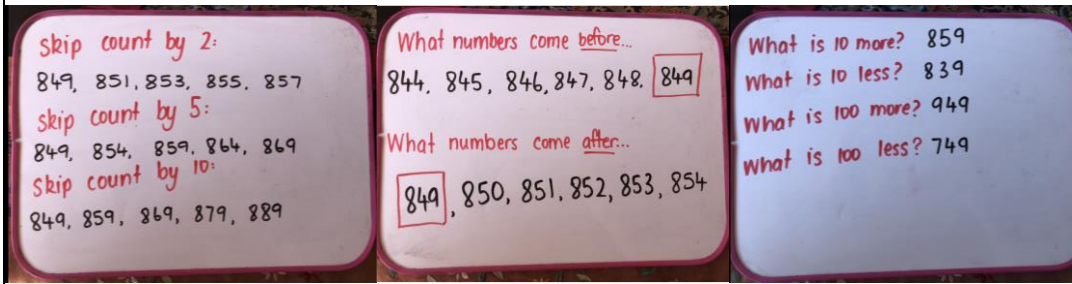 Skip count by 2:
849, 851, 853, 855, 857
Skip count by 5:
849, 854, 859, 864, 869
Skip count by 10:
849, 859, 869, 879, 889
What numbers come before...
844, 845, 846, 847, 848, 849
What numbers come after...
849, 850, 851, 852, 853, 854
What is 10 more? 859
What is 10 less? 839
What is 100 more? 949
What is 100 less? 749